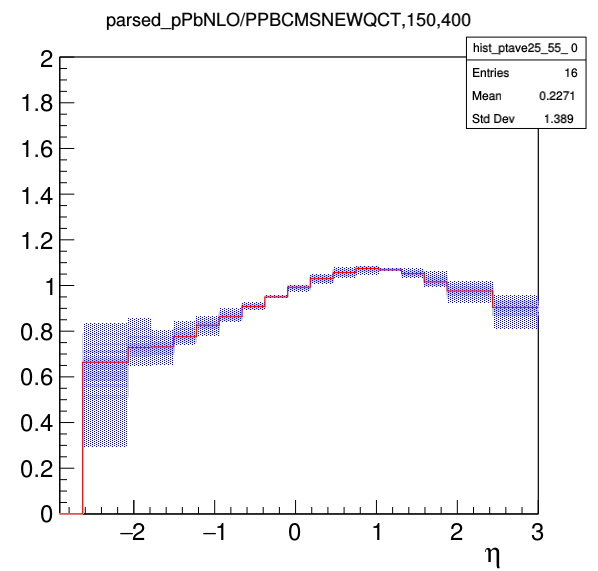 parsed_pPbNLO/PPBCMSNEWQCT,150,400
hist_ptave25_55_ 0
Entries 16
Mean 0.2271
Std Dev 1.389
2
1.8
1.6
1.4
1.2
1
0.8
0.6
0.4
0.2
0
−2 −1 0 1 2 3
η